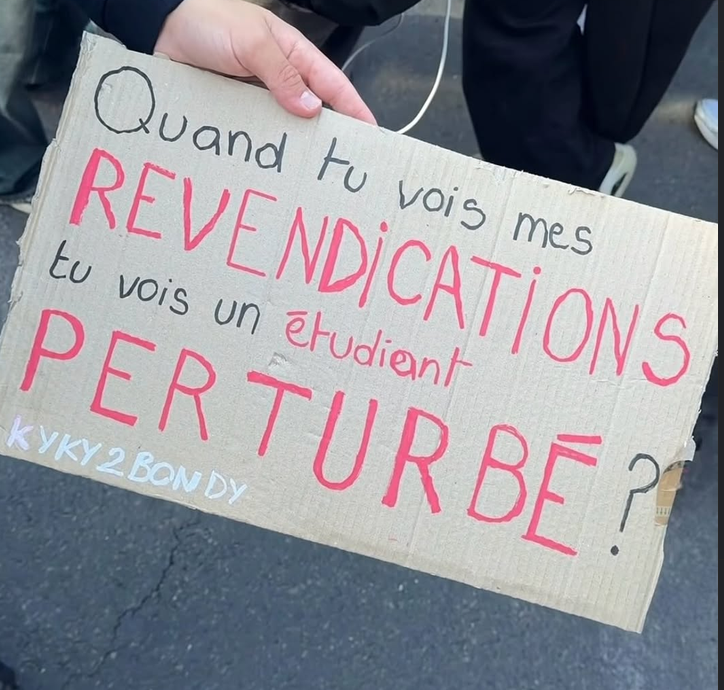 Quand tu vois mes
REVENDiCATiONS
tu vois un étudiant
PERTURBÉ ?
KYKY2BONDY